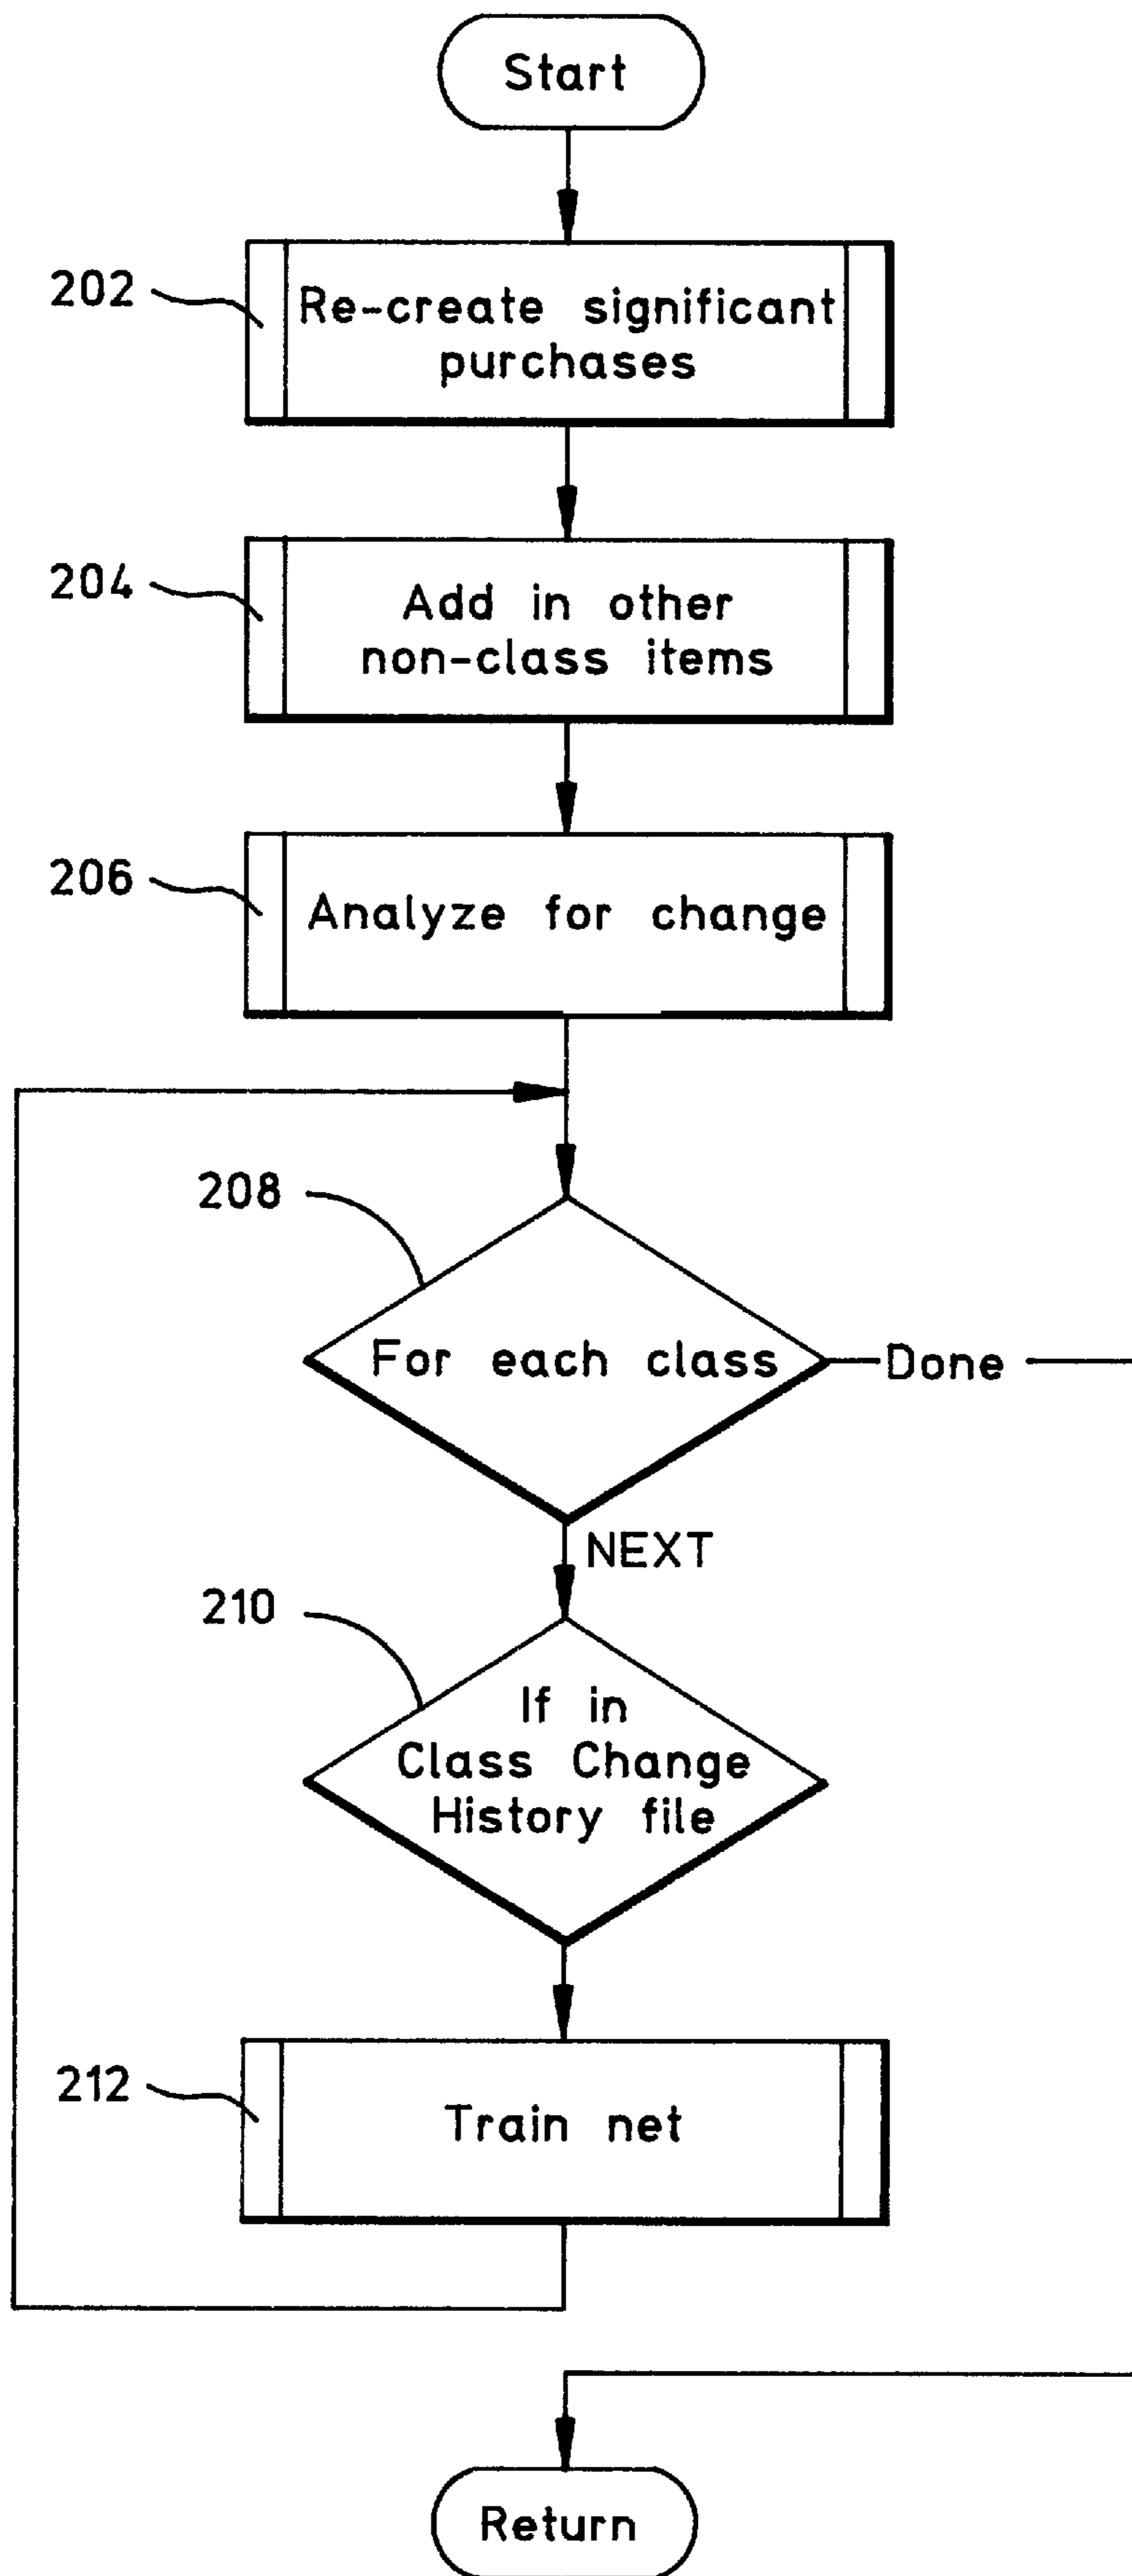 Start
202
Re-create significant
purchases
204
Add in other
non-class items
206
Analyze for change
208
For each class
Done
NEXT
210
If in
Class Change
History file
212
Train net
Return